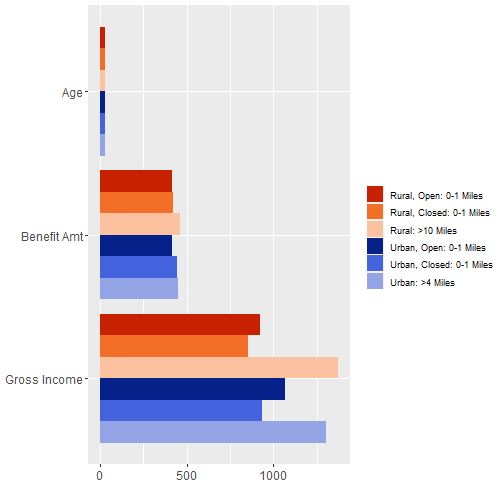 Age
Benefit Amt
Gross Income
0
500
1000
Rural, Open: 0-1 Miles
Rural, Closed: 0-1 Miles
Rural: >10 Miles
Urban, Open: 0-1 Miles
Urban, Closed: 0-1 Miles
Urban: >4 Miles